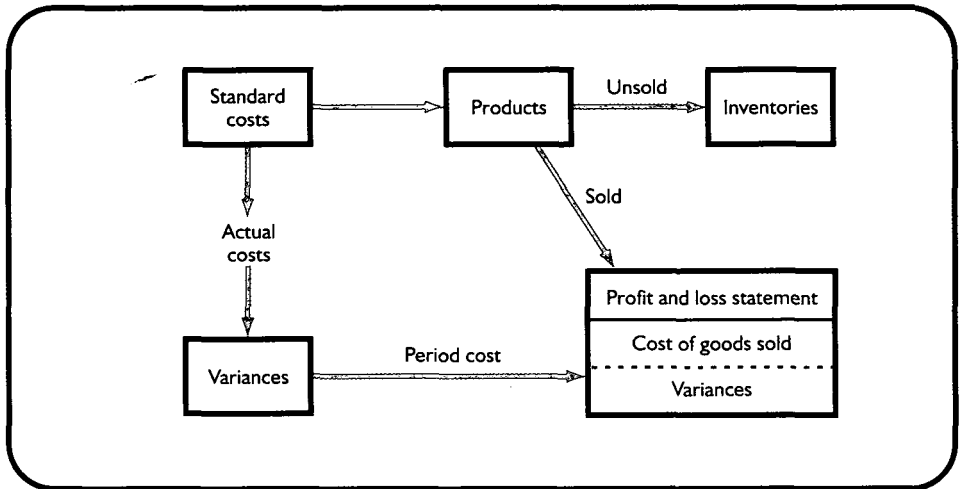 Standard
costs
Products
Unsold
Inventories
Sold
Actual
costs
Profit and loss statement
Cost of goods sold
Variances
Period cost
Variances